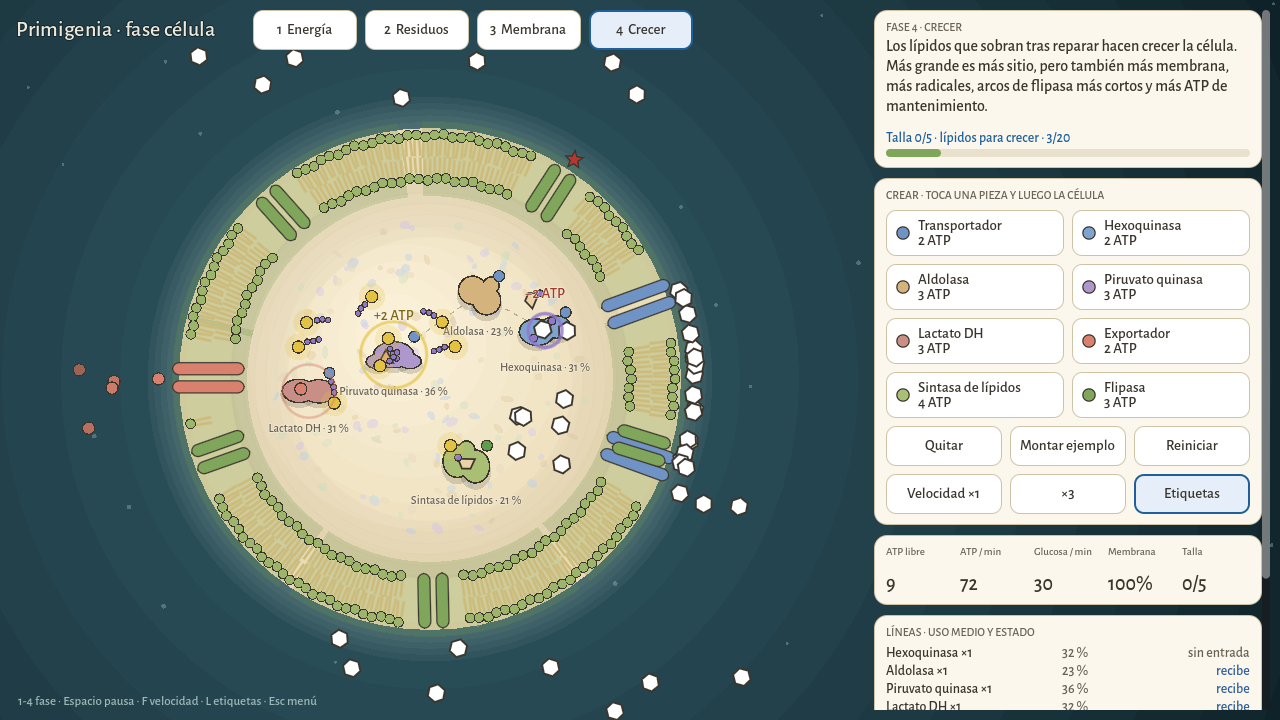 Primigenia · fase célula
1 Energía
2 Residuos
3 Membrana
4 Crecer
FASE 4 · CRECER
Los lípidos que sobran tras reparar hacen crecer la célula.
Más grande es más sitio, pero también más membrana,
más radicales, arcos de flipasa más cortos y más ATP de
mantenimiento.
Talla 0/5 · lípidos para crecer · 3/20
CREAR · TOCA UNA PIEZA Y LUEGO LA CÉLULA
Transportador
2 ATP
Hexoquinasa
2 ATP
Aldolasa
3 ATP
Piruvato quinasa
3 ATP
Lactato DH
3 ATP
Exportador
2 ATP
Sintasa de lípidos
4 ATP
Flipasa
3 ATP
Quitar
Montar ejemplo
Reiniciar
Velocidad ×1
×3
Etiquetas
ATP libre
ATP / min
Glucosa / min
Membrana
Talla
9
72
30
100%
0/5
LÍNEAS · USO MEDIO Y ESTADO
Hexoquinasa ×1 32 % sin entrada
Aldolasa ×1 23 % recibe
Piruvato quinasa ×1 36 % recibe
Lactato DH ×1 32 % recibe
−2 ATP
+2 ATP
Aldolasa · 23 %
Hexoquinasa · 31 %
Piruvato quinasa · 36 %
Lactato DH · 31 %
Sintasa de lípidos · 21 %
1-4 fase · Espacio pausa · F velocidad · L etiquetas · Esc menú